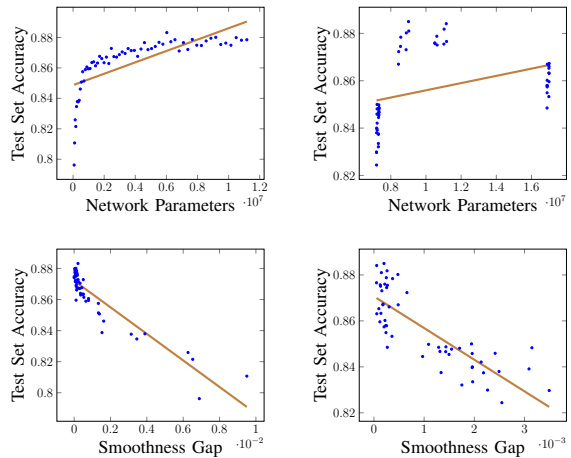 0.88
0.86
0.84
0.82
0.8
Test Set Accuracy
0 0.2 0.4 0.6 0.8 1.0 1.2
·10^7
Network Parameters
0.88
0.86
0.84
0.82
Test Set Accuracy
0.8 1 1.2 1.4 1.6
·10^7
Network Parameters
0.88
0.86
0.84
0.82
0.8
Test Set Accuracy
0 0.2 0.4 0.6 0.8
·10^-2
Smoothness Gap
0.88
0.86
0.84
0.82
Test Set Accuracy
0 1 2 3
·10^-3
Smoothness Gap